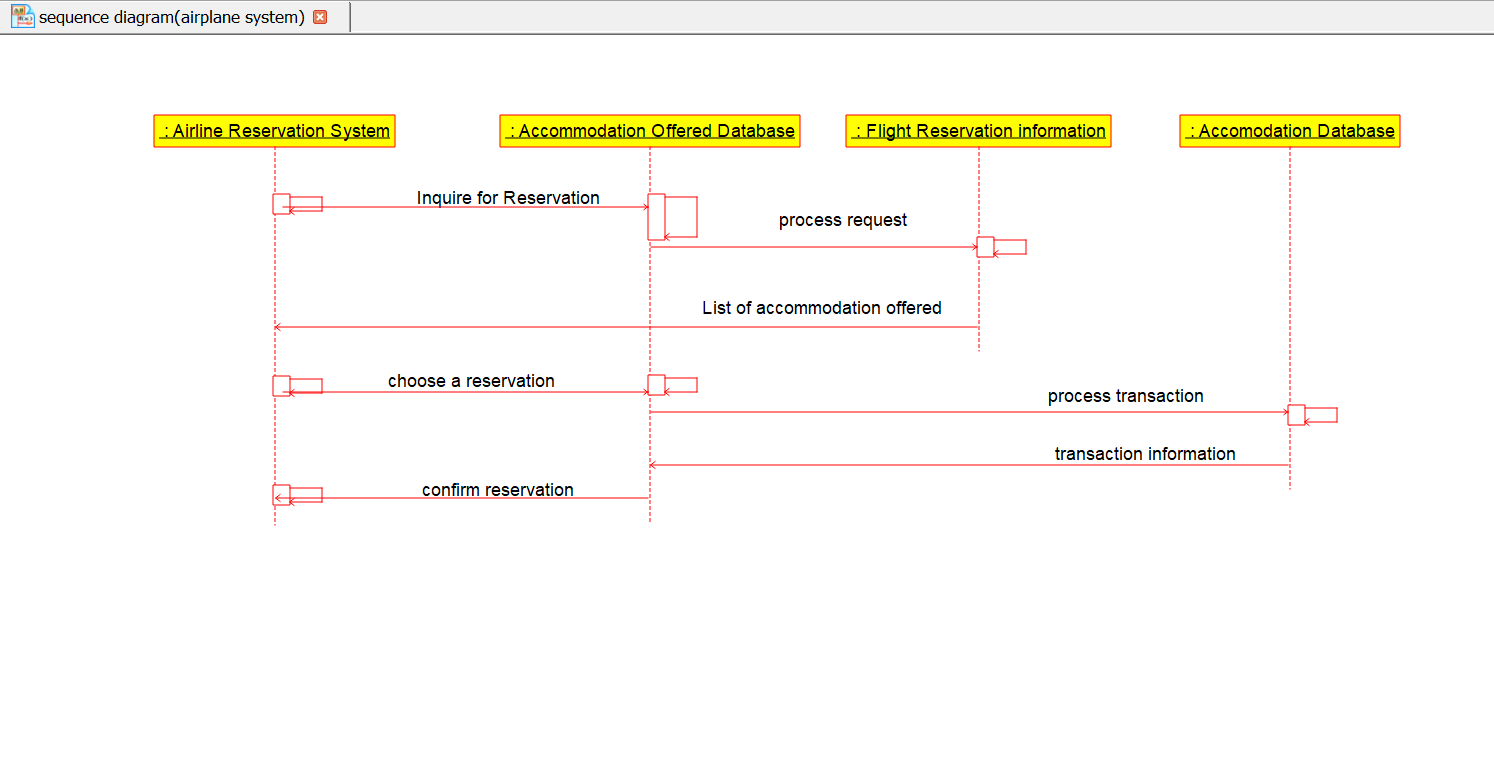 sequence diagram(airplane system)
: Airline Reservation System
: Accommodation Offered Database
: Flight Reservation information
: Accomodation Database
Inquire for Reservation
process request
List of accommodation offered
choose a reservation
process transaction
transaction information
confirm reservation